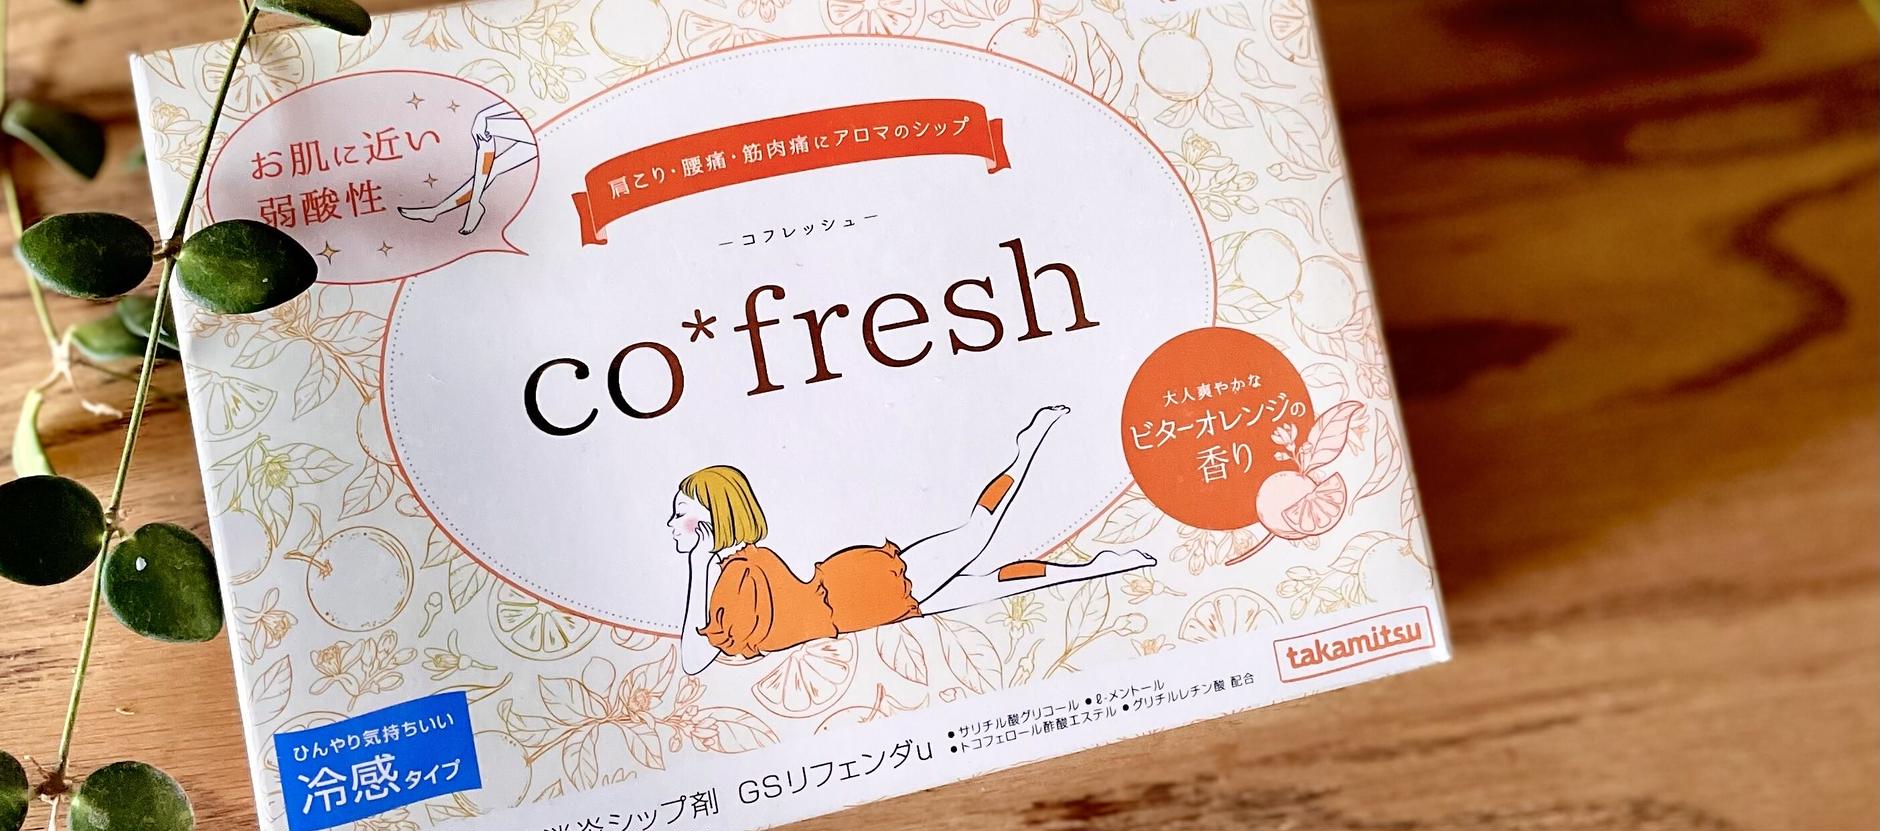 お肌に近い
弱酸性
肩こり・腰痛・筋肉痛にアロマのシップ
－コフレッシュ－
co*fresh
大人爽やかな
ビターオレンジの
香り
takamitsu
ひんやり気持ちいい
冷感タイプ
消炎シップ剤 GSリフェンダu
●サリチル酸グリコール ●ℓ-メントール
●トコフェロール酢酸エステル ●グリチルレチン酸 配合